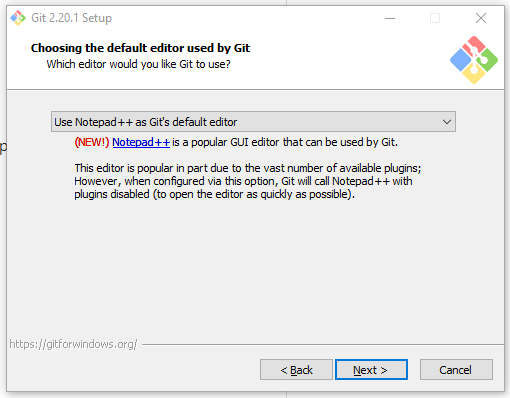 Git 2.20.1 Setup
Choosing the default editor used by Git
Which editor would you like Git to use?
Use Notepad++ as Git's default editor
(NEW!) Notepad++ is a popular GUI editor that can be used by Git.
p
This editor is popular in part due to the vast number of available plugins;
However, when configured via this option, Git will call Notepad++ with
plugins disabled (to open the editor as quickly as possible).
https://gitforwindows.org/
< Back
Next >
Cancel